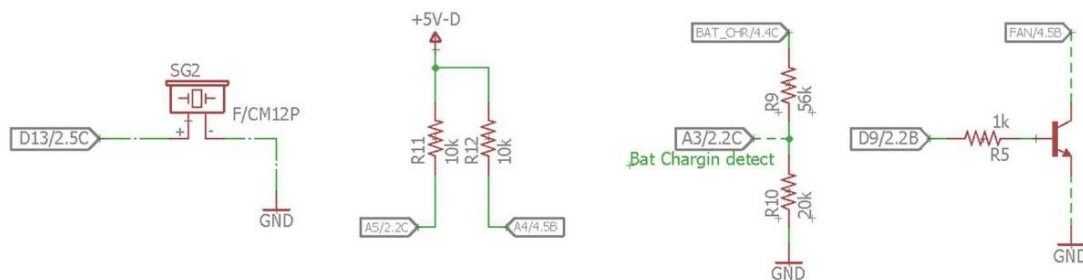 SG2
F/CM12P
D13/2.5C
+
-
GND
+5V-D
R11
10k
R12
10k
A5/2.2C
A4/4.5B
BAT_CHR/4.4C
R9
56k
A3/2.2C
Bat Chargin detect
R10
20k
GND
FAN/4.5B
D9/2.2B
1k
R5
GND